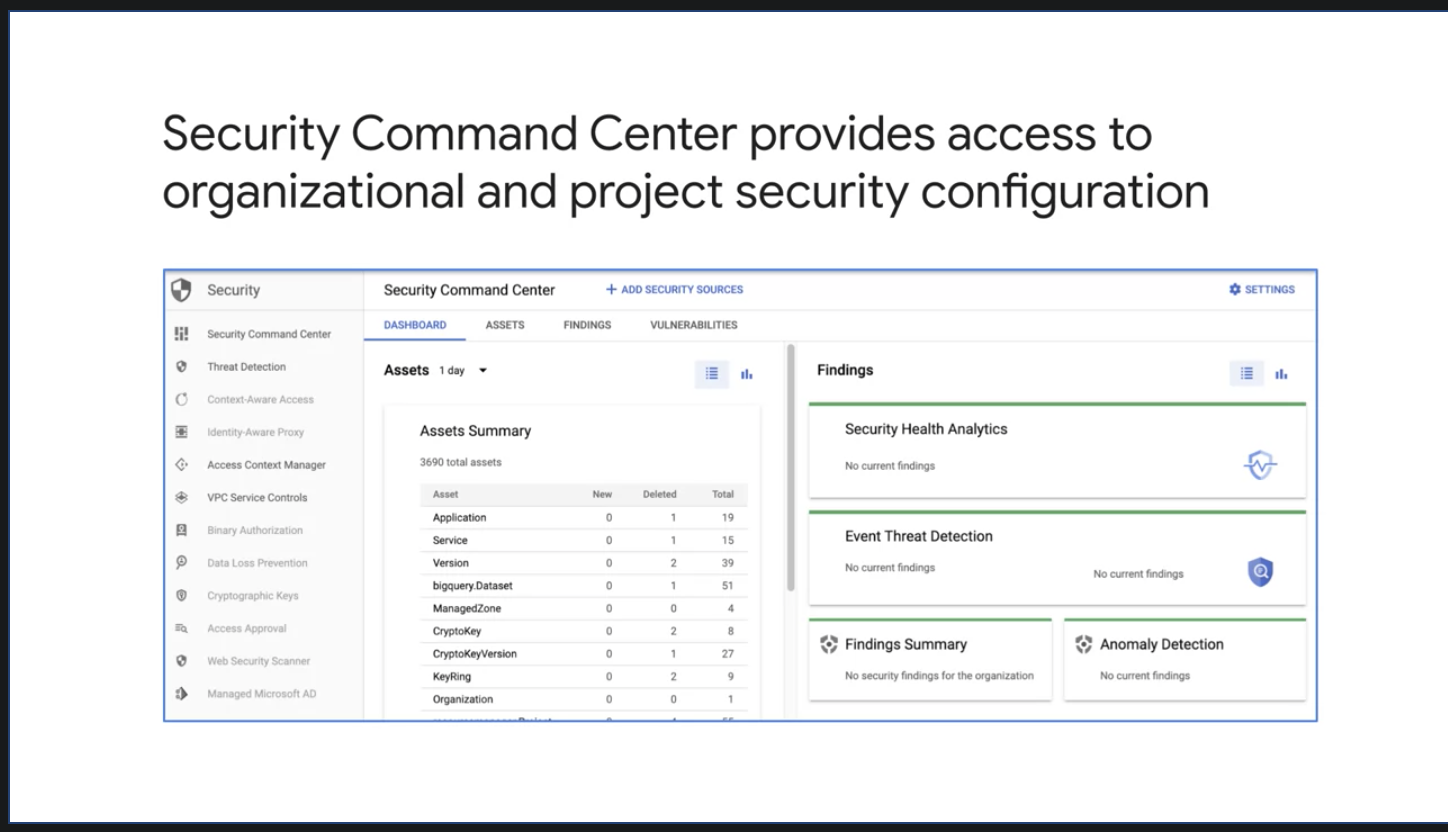 Security Command Center provides access to
organizational and project security configuration
Security
Security Command Center
Threat Detection
Context-Aware Access
Identity-Aware Proxy
Access Context Manager
VPC Service Controls
Binary Authorization
Data Loss Prevention
Cryptographic Keys
Access Approval
Web Security Scanner
Managed Microsoft AD
Security Command Center + ADD SECURITY SOURCES SETTINGS
DASHBOARD ASSETS FINDINGS VULNERABILITIES
Assets 1 day
Assets Summary
3690 total assets
Asset New Deleted Total
Application 0 1 19
Service 0 1 15
Version 0 2 39
bigquery.Dataset 0 1 51
ManagedZone 0 0 4
CryptoKey 0 2 8
CryptoKeyVersion 0 1 27
KeyRing 0 2 9
Organization 0 0 1
Findings
Security Health Analytics
No current findings
Event Threat Detection
No current findings
No current findings
Findings Summary
No security findings for the organization
Anomaly Detection
No current findings